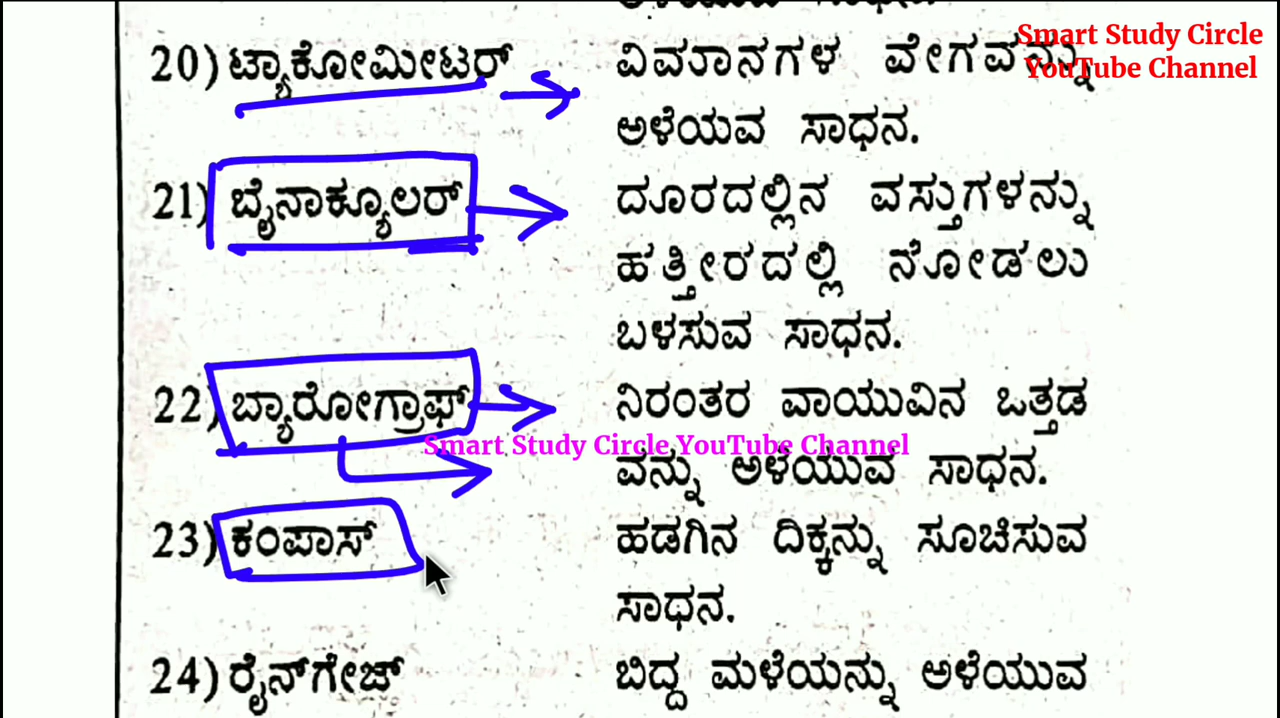 20) ಟ್ಯಾಕೋಮೀಟರ್ ವಿಮಾನಗಳ ವೇಗವನ್ನು
Smart Study Circle
YouTube Channel
ಅಳೆಯವ ಸಾಧನ.
21) ಬೈನಾಕ್ಯೂಲರ್ ದೂರದಲ್ಲಿನ ವಸ್ತುಗಳನ್ನು
ಹತ್ತೀರದಲ್ಲಿ ನೋಡಲು
ಬಳಸುವ ಸಾಧನ.
22) ಬ್ಯಾರೋಗ್ರಾಫ್ ನಿರಂತರ ವಾಯುವಿನ ಒತ್ತಡ
Smart Study Circle YouTube Channel
ವನ್ನು ಅಳೆಯುವ ಸಾಧನ.
23) ಕಂಪಾಸ್ ಹಡಗಿನ ದಿಕ್ಕನ್ನು ಸೂಚಿಸುವ
ಸಾಧನ.
24) ರೈನ್‌ಗೇಜ್ ಬಿದ್ದ ಮಳೆಯನ್ನು ಅಳೆಯುವ